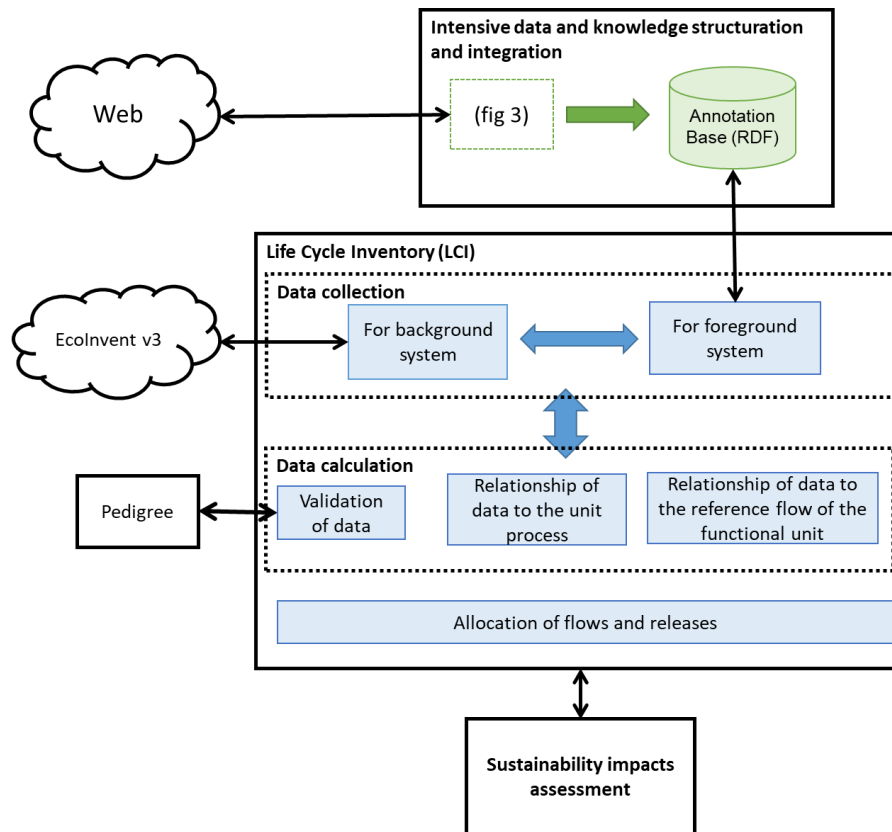 Intensive data and knowledge structuration
and integration
Web
(fig 3)
Annotation
Base (RDF)
Life Cycle Inventory (LCI)
Data collection
EcoInvent v3
For background
system
For foreground
system
Data calculation
Pedigree
Validation
of data
Relationship of
data to the unit
process
Relationship of data to
the reference flow of the
functional unit
Allocation of flows and releases
Sustainability impacts
assessment